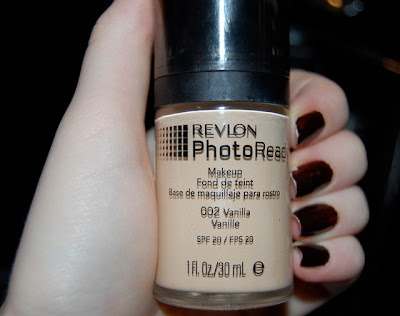 REVLON
PhotoRead
Makeup
Fond de teint
Base de maquillaje para rostro
002 Vanilla
Vanille
SPF 20 / FPS 20
1 Fl. Oz./30 mL ℮